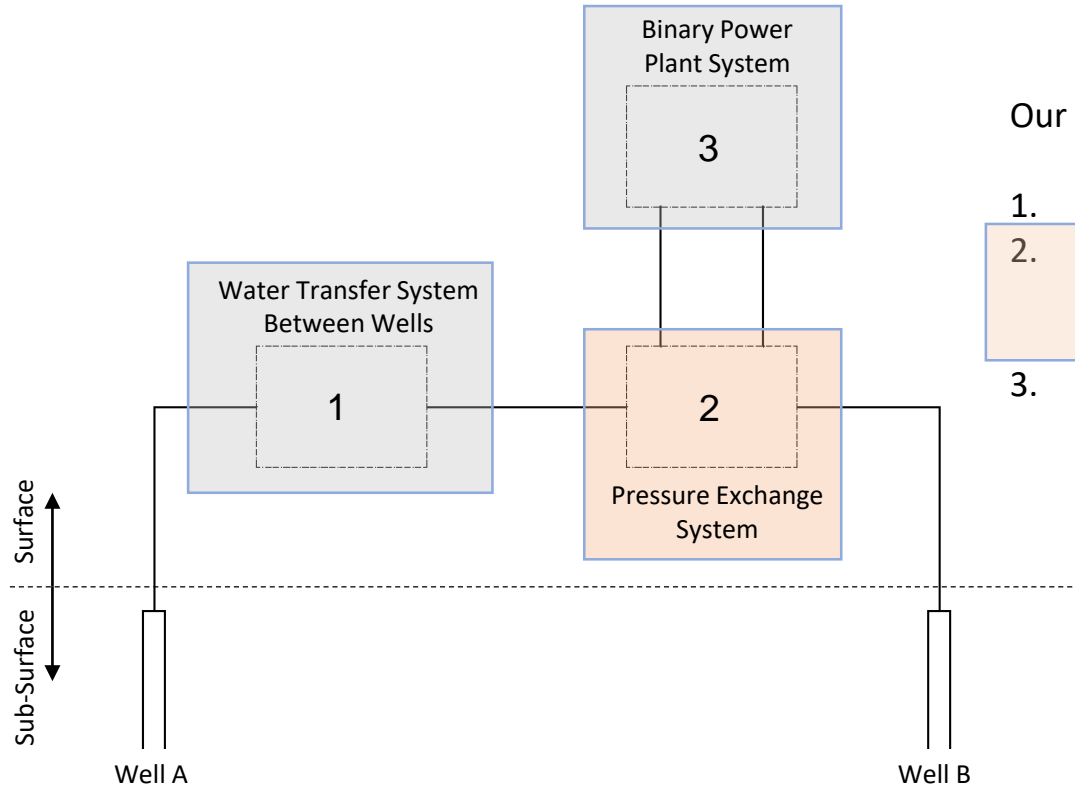 Binary Power
Plant System
3
Our
1.
2.
3.
Water Transfer System
Between Wells
1
2
Pressure Exchange
System
Surface
Sub-Surface
Well A
Well B